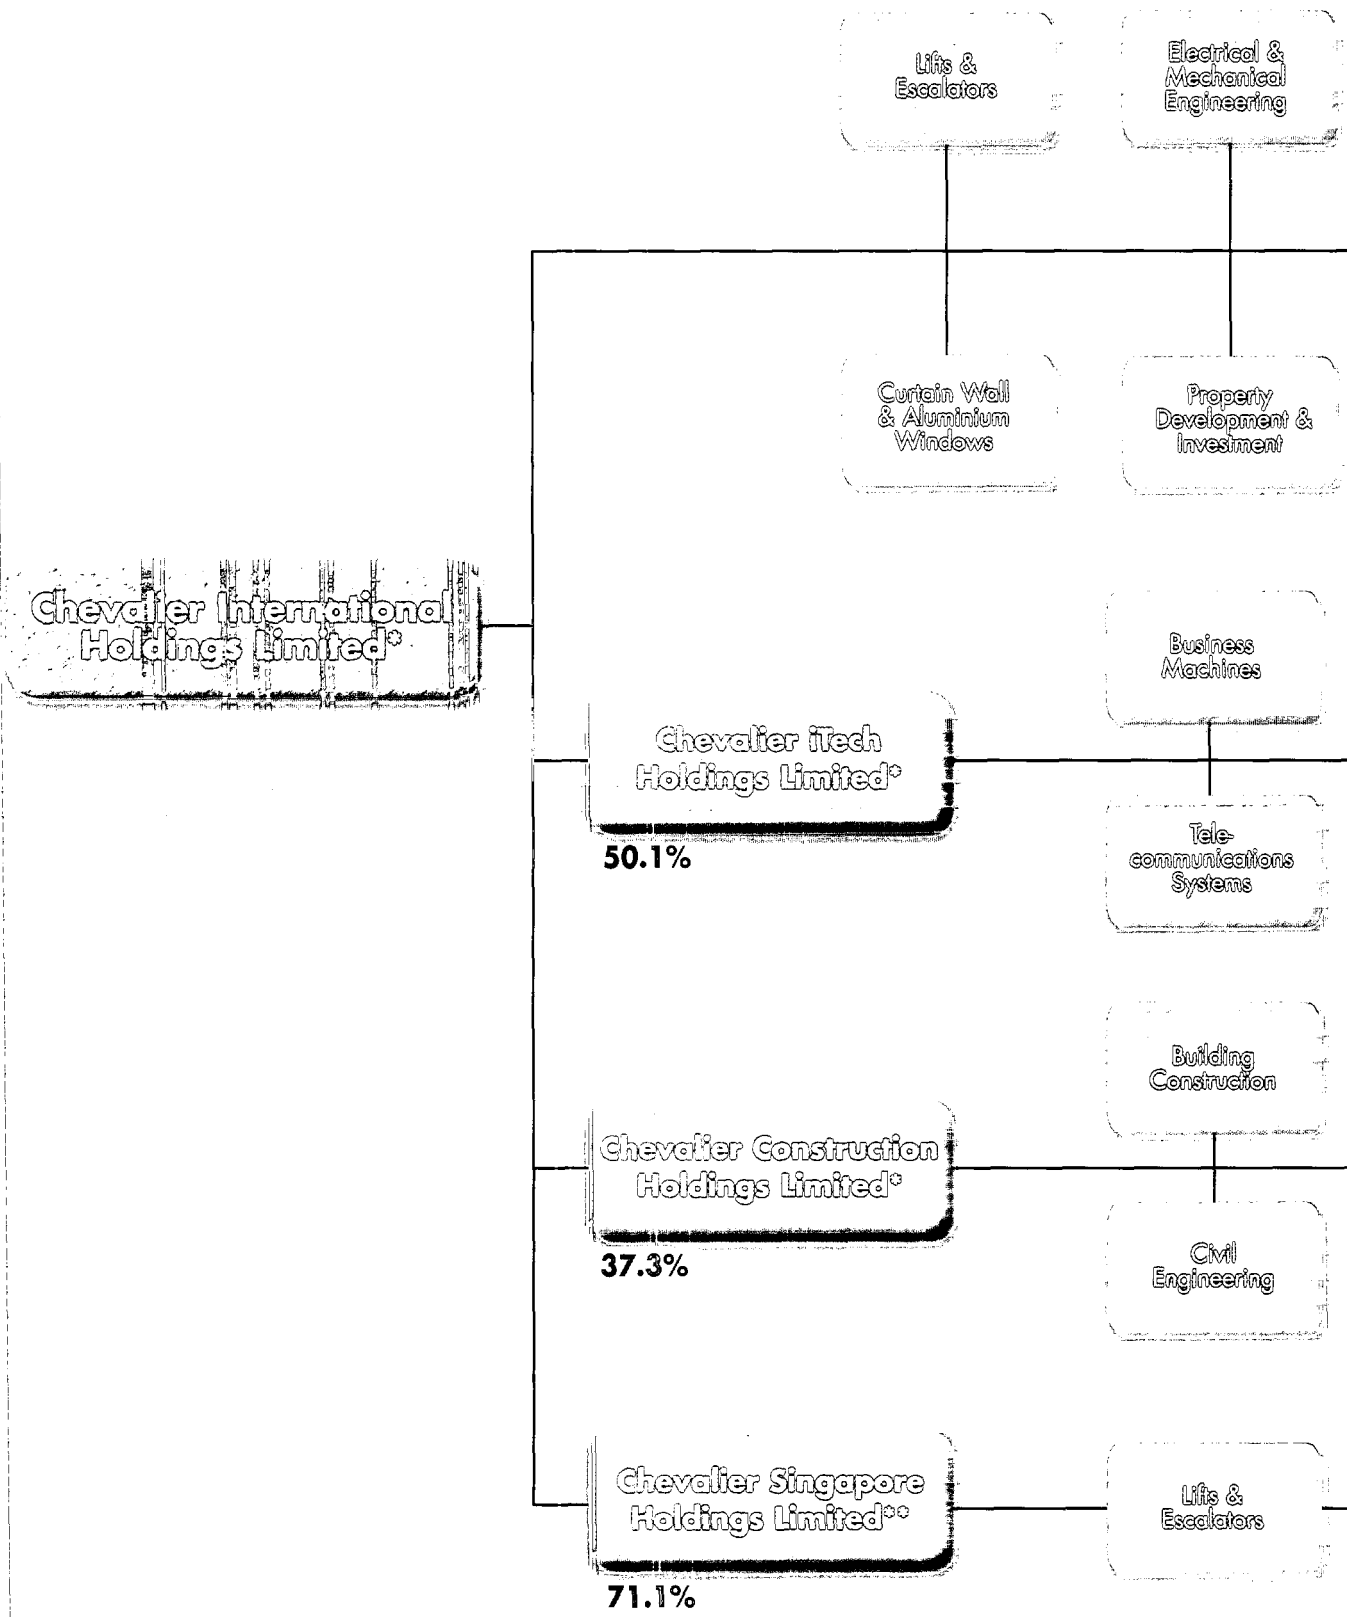 Lifts &
Escalators
Electrical &
Mechanical
Engineering
Curtain Wall
& Aluminium
Windows
Property
Development &
Investment
Chevalier International
Holdings Limited*
Business
Machines
Chevalier iTech
Holdings Limited*
50.1%
Tele-
communications
Systems
Building
Construction
Chevalier Construction
Holdings Limited*
37.3%
Civil
Engineering
Chevalier Singapore
Holdings Limited**
71.1%
Lifts &
Escalators